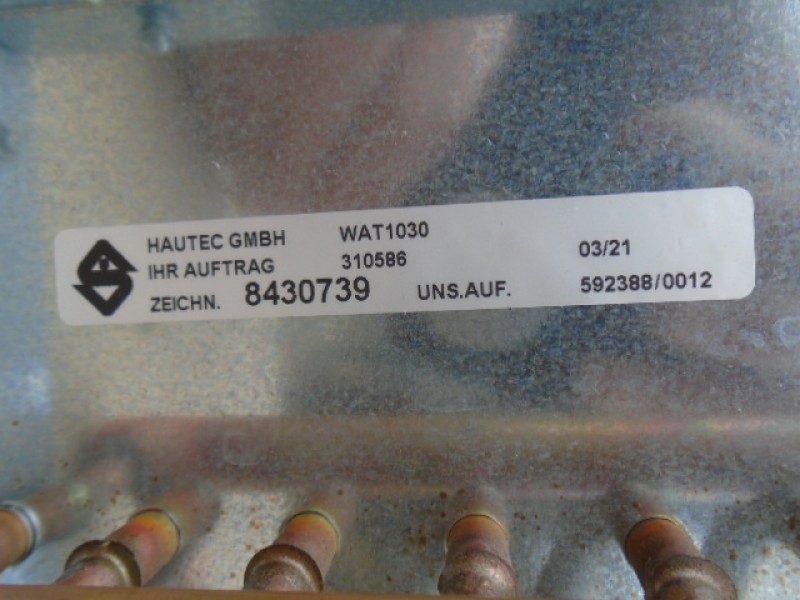 HAUTEC GMBH WAT1030
IHR AUFTRAG 310586 03/21
ZEICHN. 8430739 UNS.AUF. 592388/0012